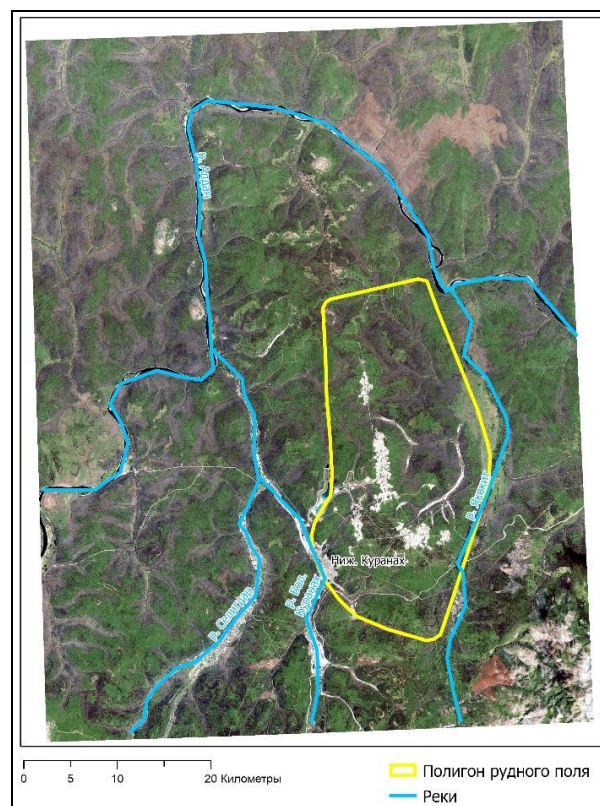 р. Алдан
р. Якокит
Ниж. Куранах
р. Бол.
Куранах
р. Селигдар
0 5 10 20 Километры
Полигон рудного поля
Реки